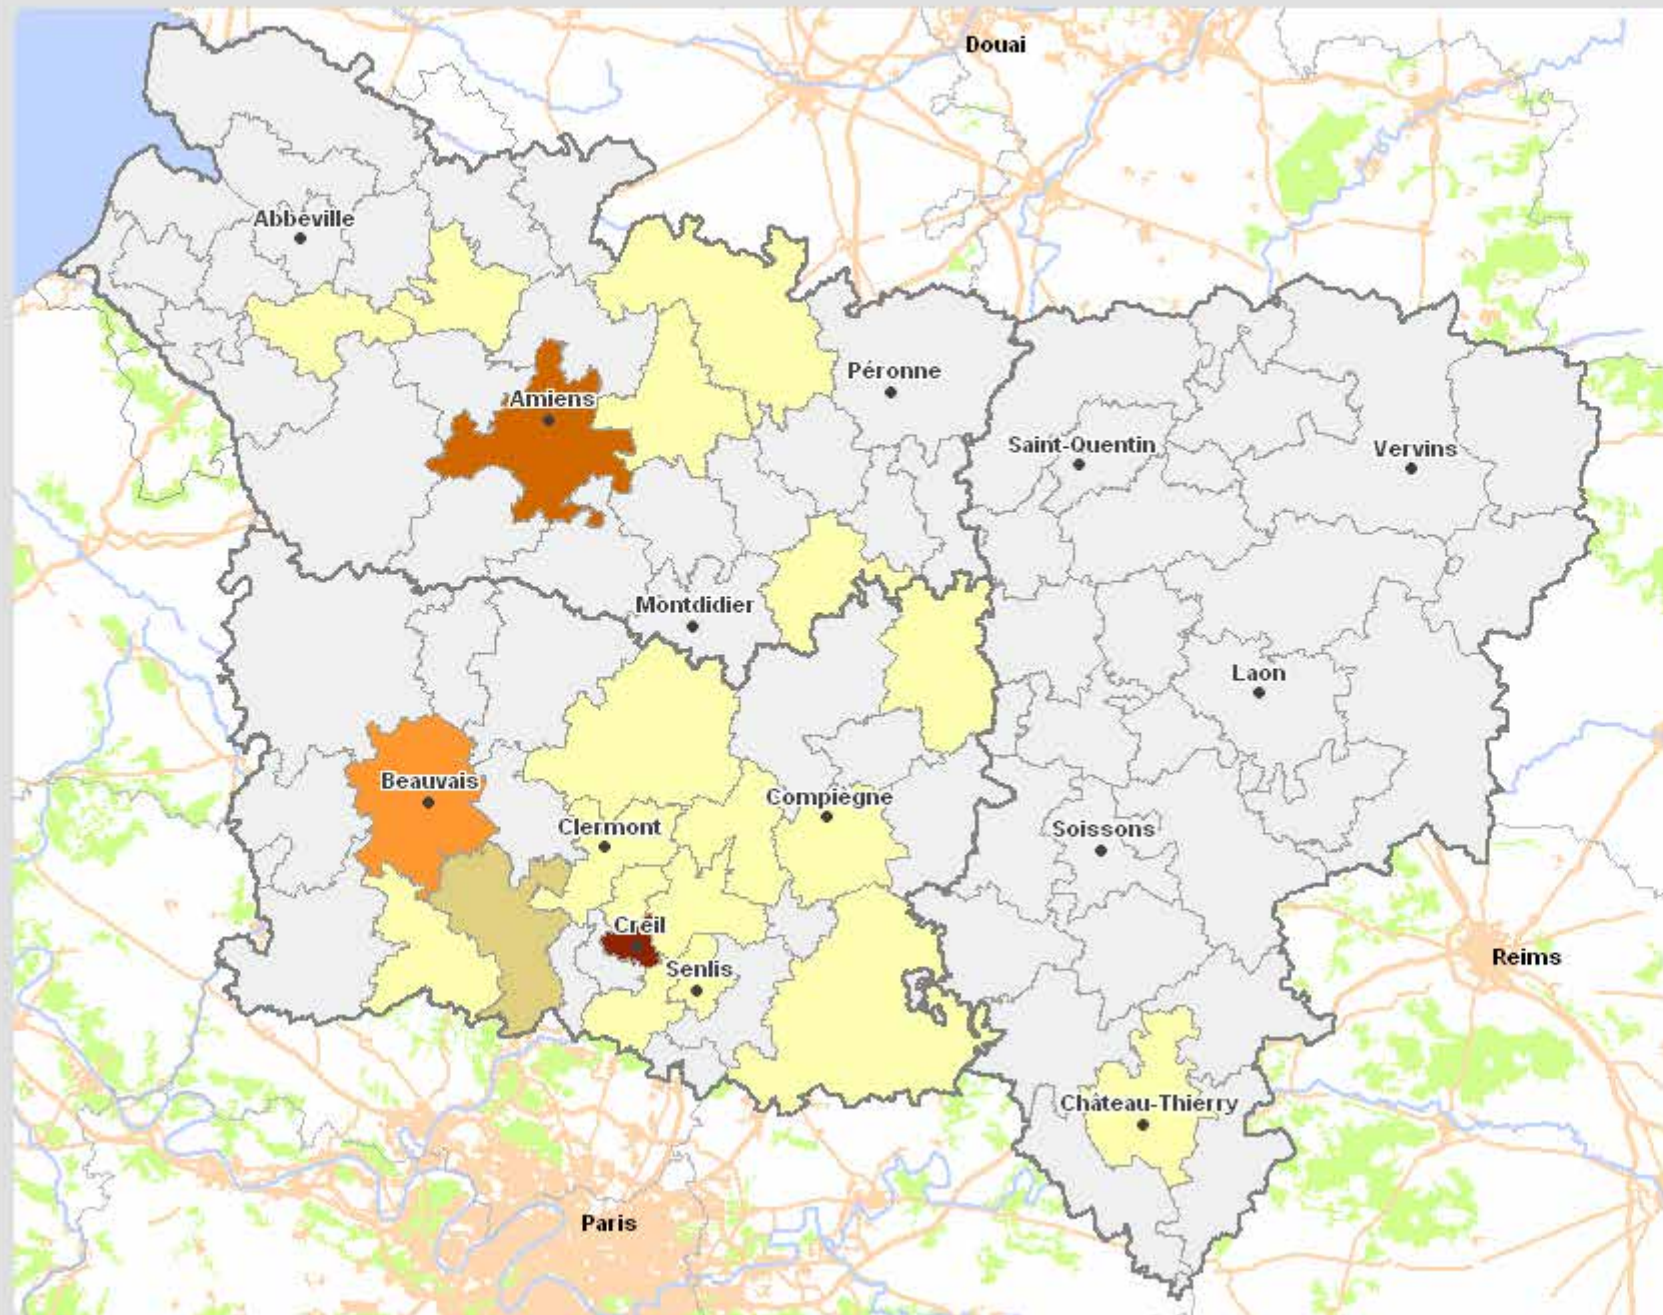 Douai
Abbeville
Péronne
Amiens
Saint-Quentin
Vervins
Montdidier
Laon
Beauvais
Compiègne
Clermont
Soissons
Creil
Reims
Senlis
Château-Thierry
Paris